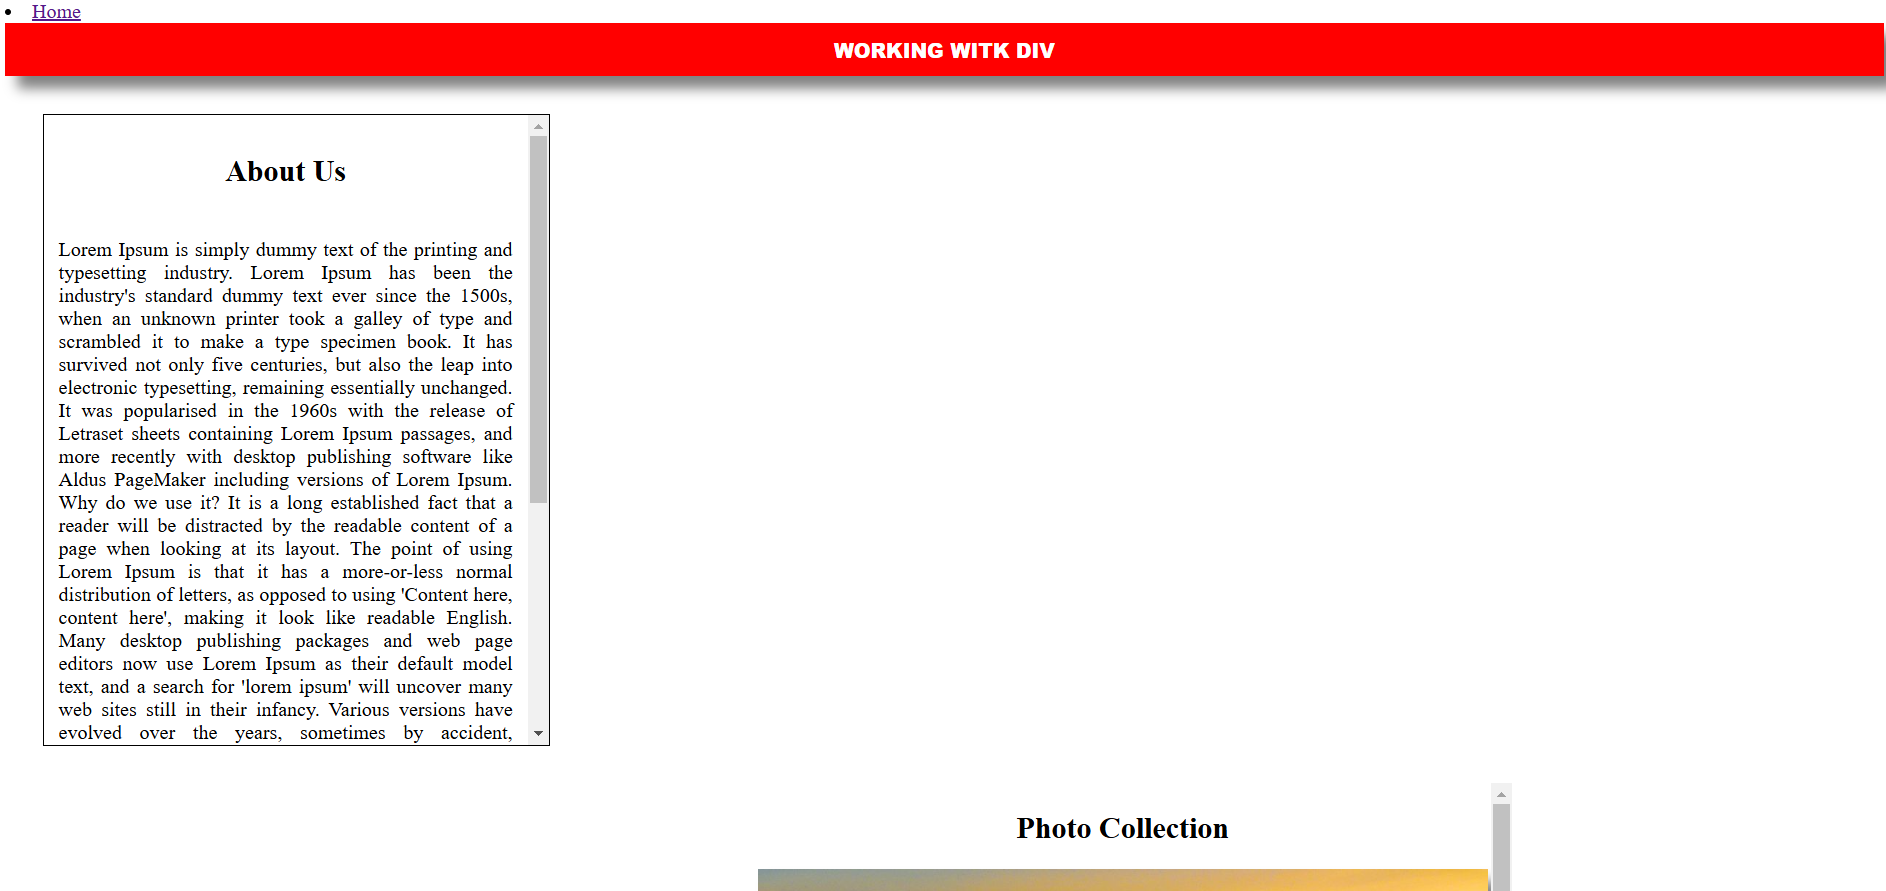 Home
WORKING WITK DIV
About Us
Lorem Ipsum is simply dummy text of the printing and
typesetting industry. Lorem Ipsum has been the
industry's standard dummy text ever since the 1500s,
when an unknown printer took a galley of type and
scrambled it to make a type specimen book. It has
survived not only five centuries, but also the leap into
electronic typesetting, remaining essentially unchanged.
It was popularised in the 1960s with the release of
Letraset sheets containing Lorem Ipsum passages, and
more recently with desktop publishing software like
Aldus PageMaker including versions of Lorem Ipsum.
Why do we use it? It is a long established fact that a
reader will be distracted by the readable content of a
page when looking at its layout. The point of using
Lorem Ipsum is that it has a more-or-less normal
distribution of letters, as opposed to using 'Content here,
content here', making it look like readable English.
Many desktop publishing packages and web page
editors now use Lorem Ipsum as their default model
text, and a search for 'lorem ipsum' will uncover many
web sites still in their infancy. Various versions have
evolved over the years, sometimes by accident,
Photo Collection